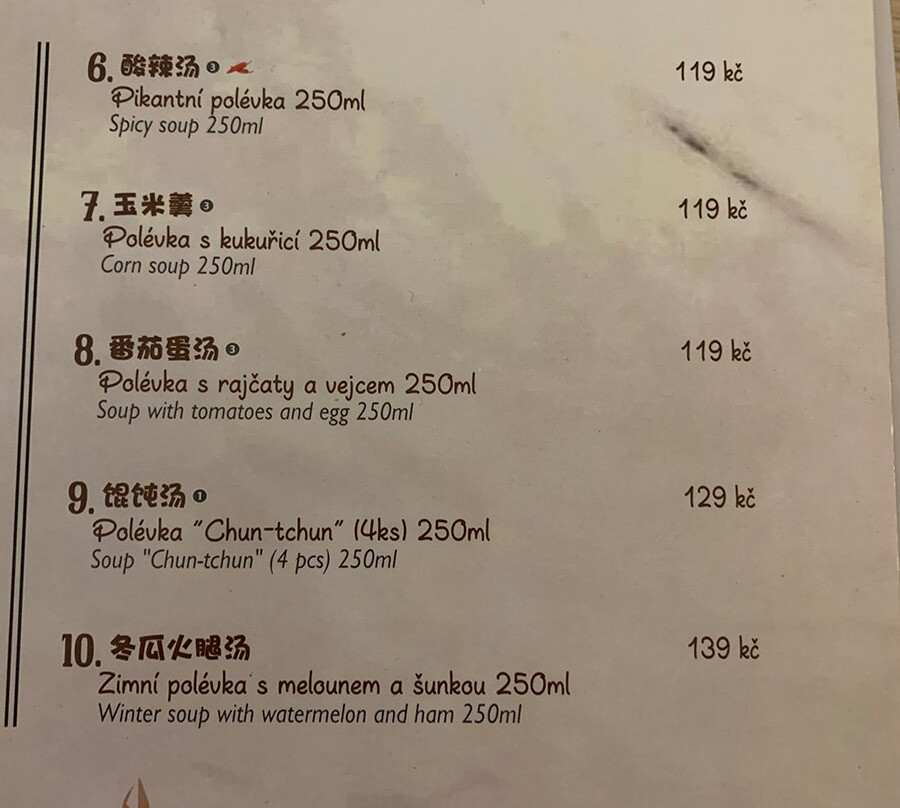 6. 酸辣汤 ③ 119 kč
Pikantní polévka 250ml
Spicy soup 250ml
7. 玉米羹 ③ 119 kč
Polévka s kukuřicí 250ml
Corn soup 250ml
8. 番茄蛋汤 ③ 119 kč
Polévka s rajčaty a vejcem 250ml
Soup with tomatoes and egg 250ml
9. 馄饨汤 ① 129 kč
Polévka "Chun-tchun" (4ks) 250ml
Soup "Chun-tchun" (4 pcs) 250ml
10. 冬瓜火腿汤 139 kč
Zimní polévka s melounem a šunkou 250ml
Winter soup with watermelon and ham 250ml